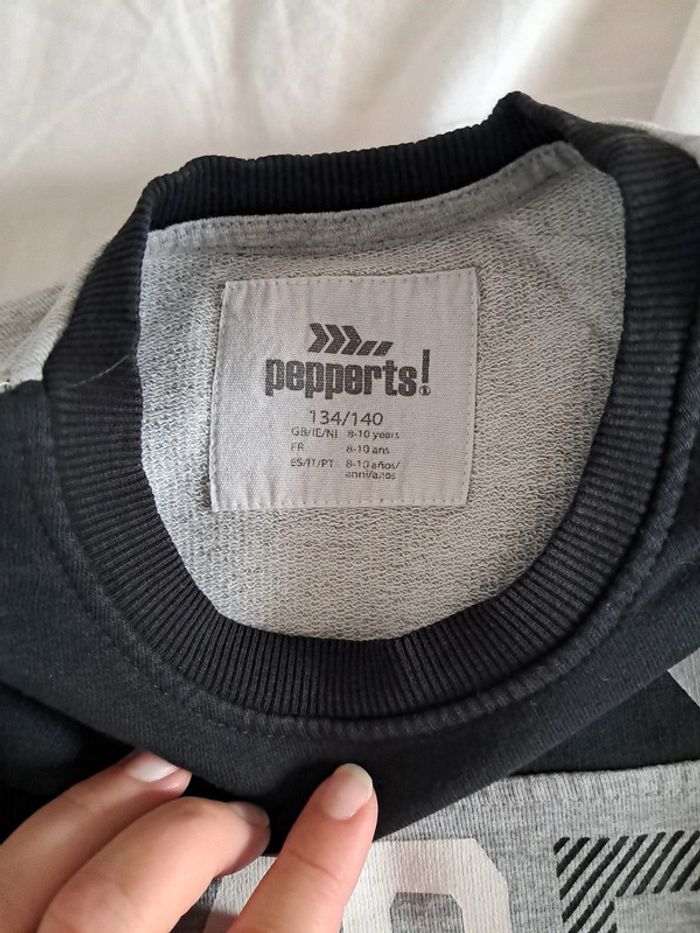 pepperts!
134/140
GB/IE/NI 8-10 years
FR 8-10 ans
ES/IT/PT 8-10 años/
anni/anos